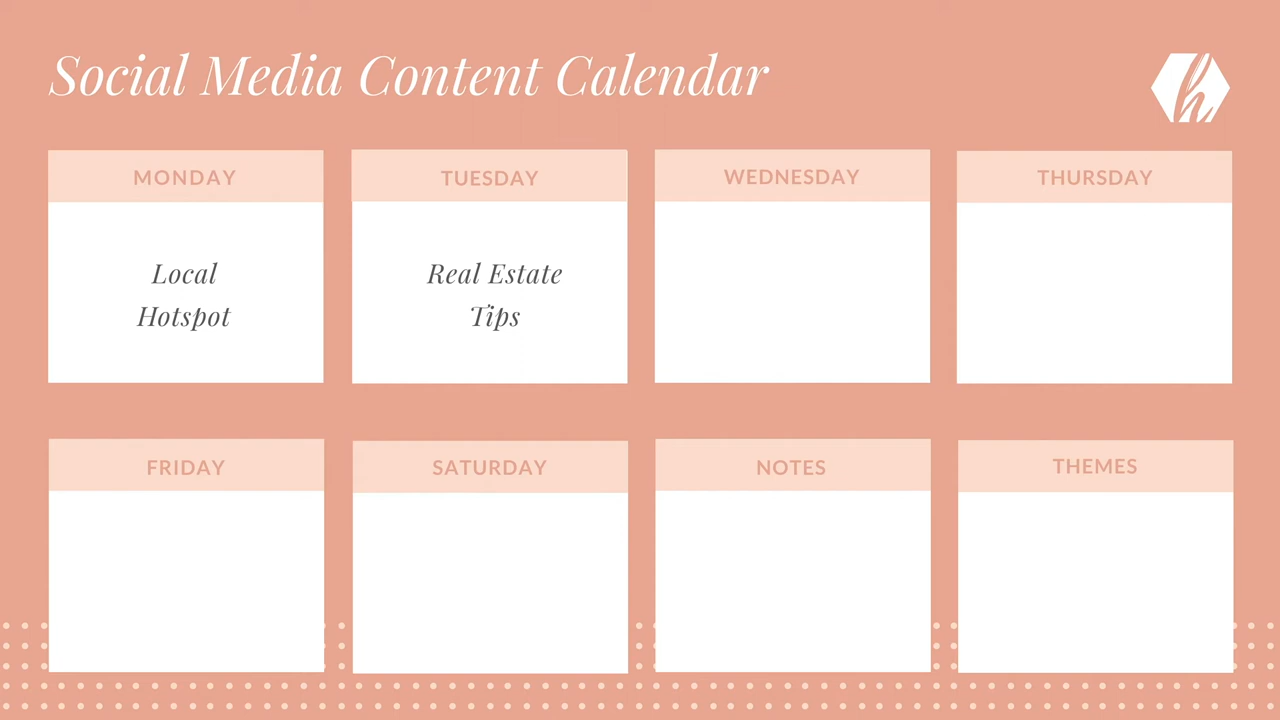 Social Media Content Calendar
h
MONDAY
TUESDAY
WEDNESDAY
THURSDAY
Local
Hotspot
Real Estate
Tips
FRIDAY
SATURDAY
NOTES
THEMES